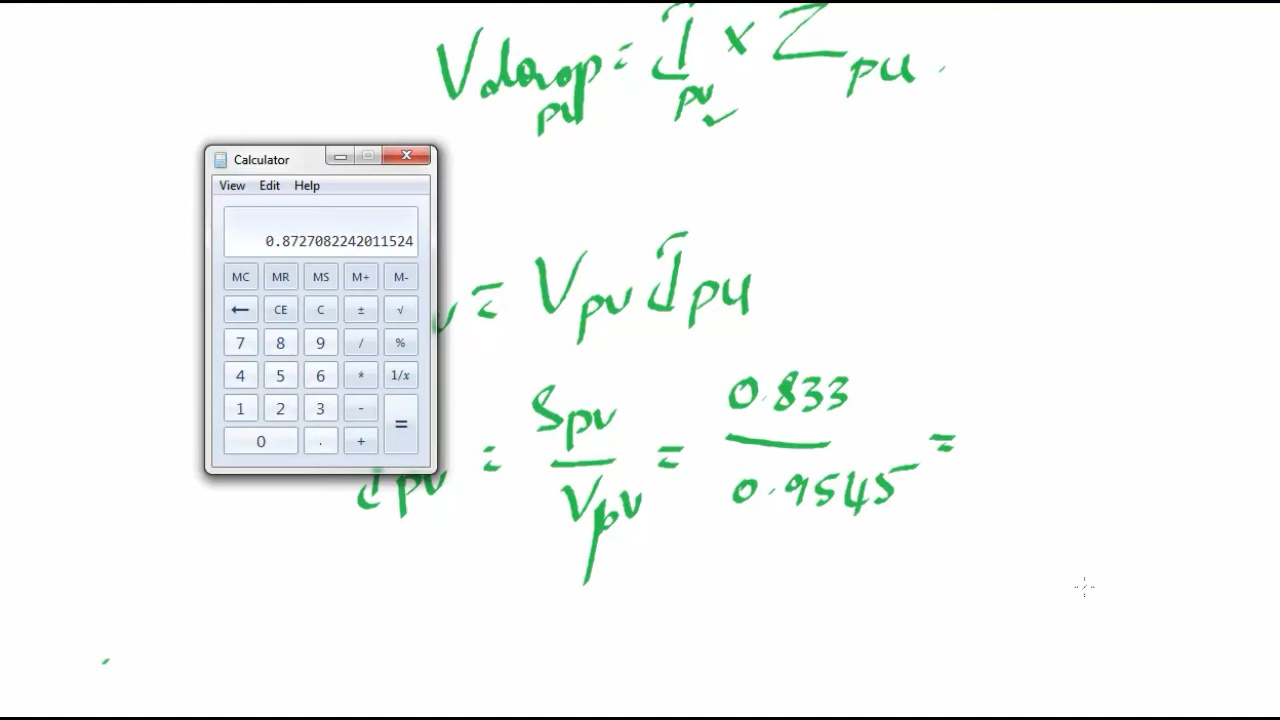 Vdrop pu = I pu × Z pu
Calculator
View Edit Help
0.8727082242011524
MC MR MS M+ M-
← CE C ± √
7 8 9 / %
4 5 6 * 1/x
1 2 3 - =
0 . +
= Vpu Ipu
Ipu = Spu / Vpu = 0.833 / 0.9545 =